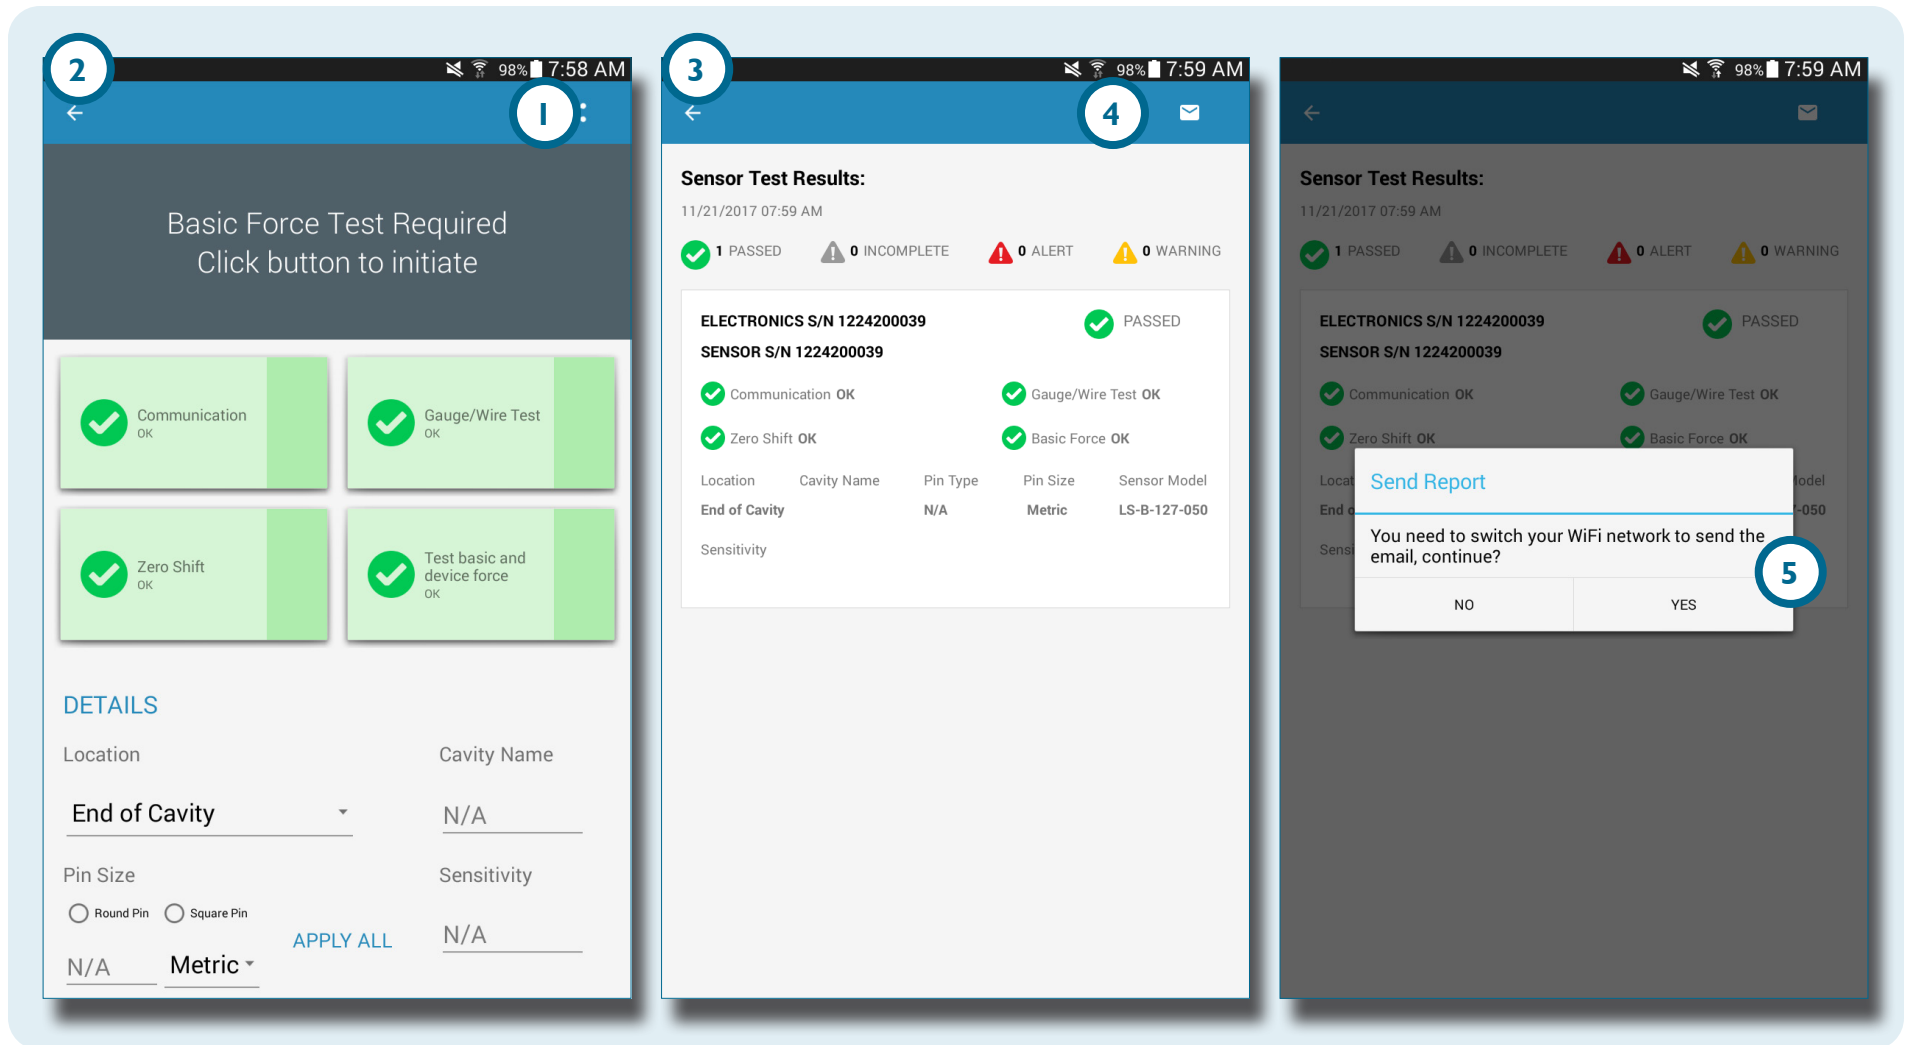 2
98% 7:58 AM
1
Basic Force Test Required
Click button to initiate
Communication
OK
Gauge/Wire Test
OK
Zero Shift
OK
Test basic and
device force
OK
DETAILS
Location
Cavity Name
End of Cavity
N/A
Pin Size
Sensitivity
Round Pin
Square Pin
APPLY ALL
N/A
N/A
Metric
3
98% 7:59 AM
4
Sensor Test Results:
11/21/2017 07:59 AM
1 PASSED 0 INCOMPLETE 0 ALERT 0 WARNING
ELECTRONICS S/N 1224200039
PASSED
SENSOR S/N 1224200039
Communication OK
Gauge/Wire Test OK
Zero Shift OK
Basic Force OK
Location Cavity Name Pin Type Pin Size Sensor Model
End of Cavity N/A Metric LS-B-127-050
Sensitivity
98% 7:59 AM
Sensor Test Results:
11/21/2017 07:59 AM
1 PASSED 0 INCOMPLETE 0 ALERT 0 WARNING
ELECTRONICS S/N 1224200039
PASSED
SENSOR S/N 1224200039
Communication OK
Gauge/Wire Test OK
Zero Shift OK
Basic Force OK
Locat odel
End o -050
Sensi
Send Report
You need to switch your WiFi network to send the
email, continue?
5
NO YES